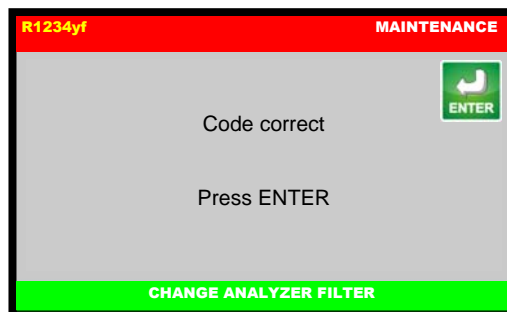 R1234yf
MAINTENANCE
ENTER
Code correct
Press ENTER
CHANGE ANALYZER FILTER